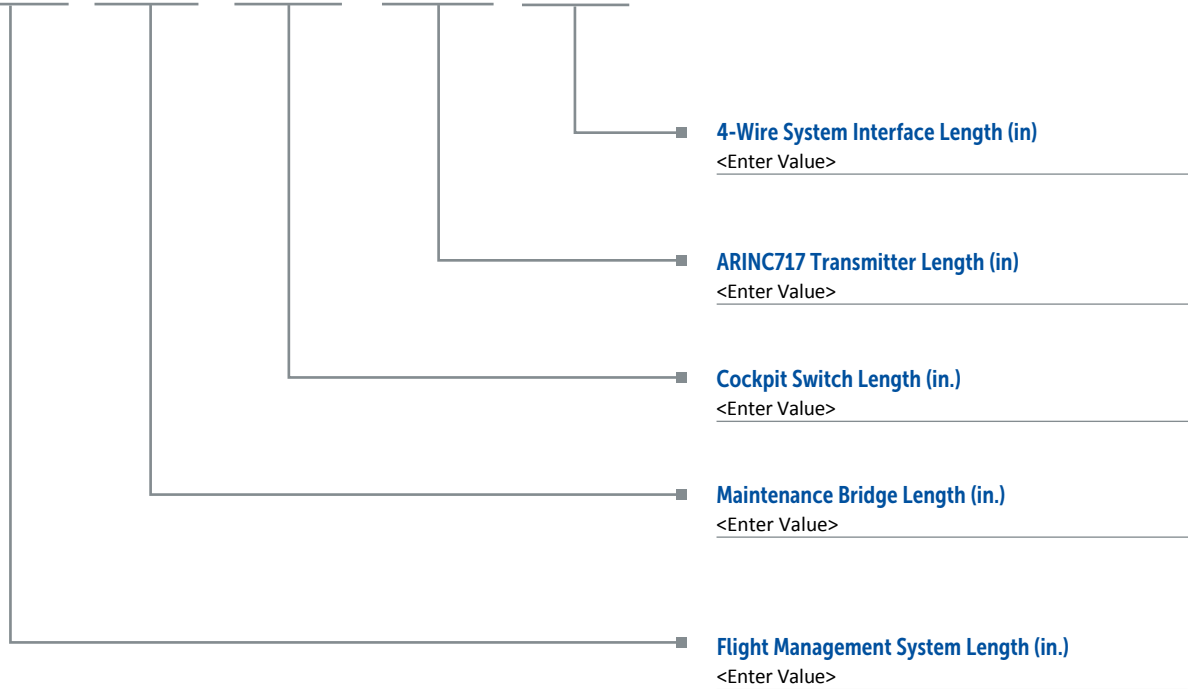 4-Wire System Interface Length (in)
<Enter Value>
ARINC717 Transmitter Length (in)
<Enter Value>
Cockpit Switch Length (in.)
<Enter Value>
Maintenance Bridge Length (in.)
<Enter Value>
Flight Management System Length (in.)
<Enter Value>